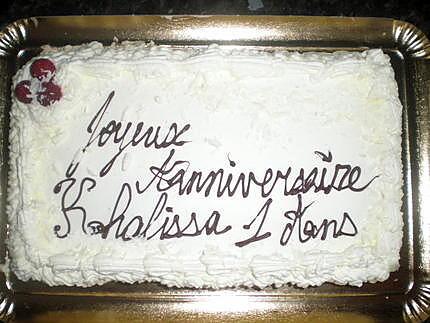 Joyeux
Anniversaire
Khalissa 1 Ans